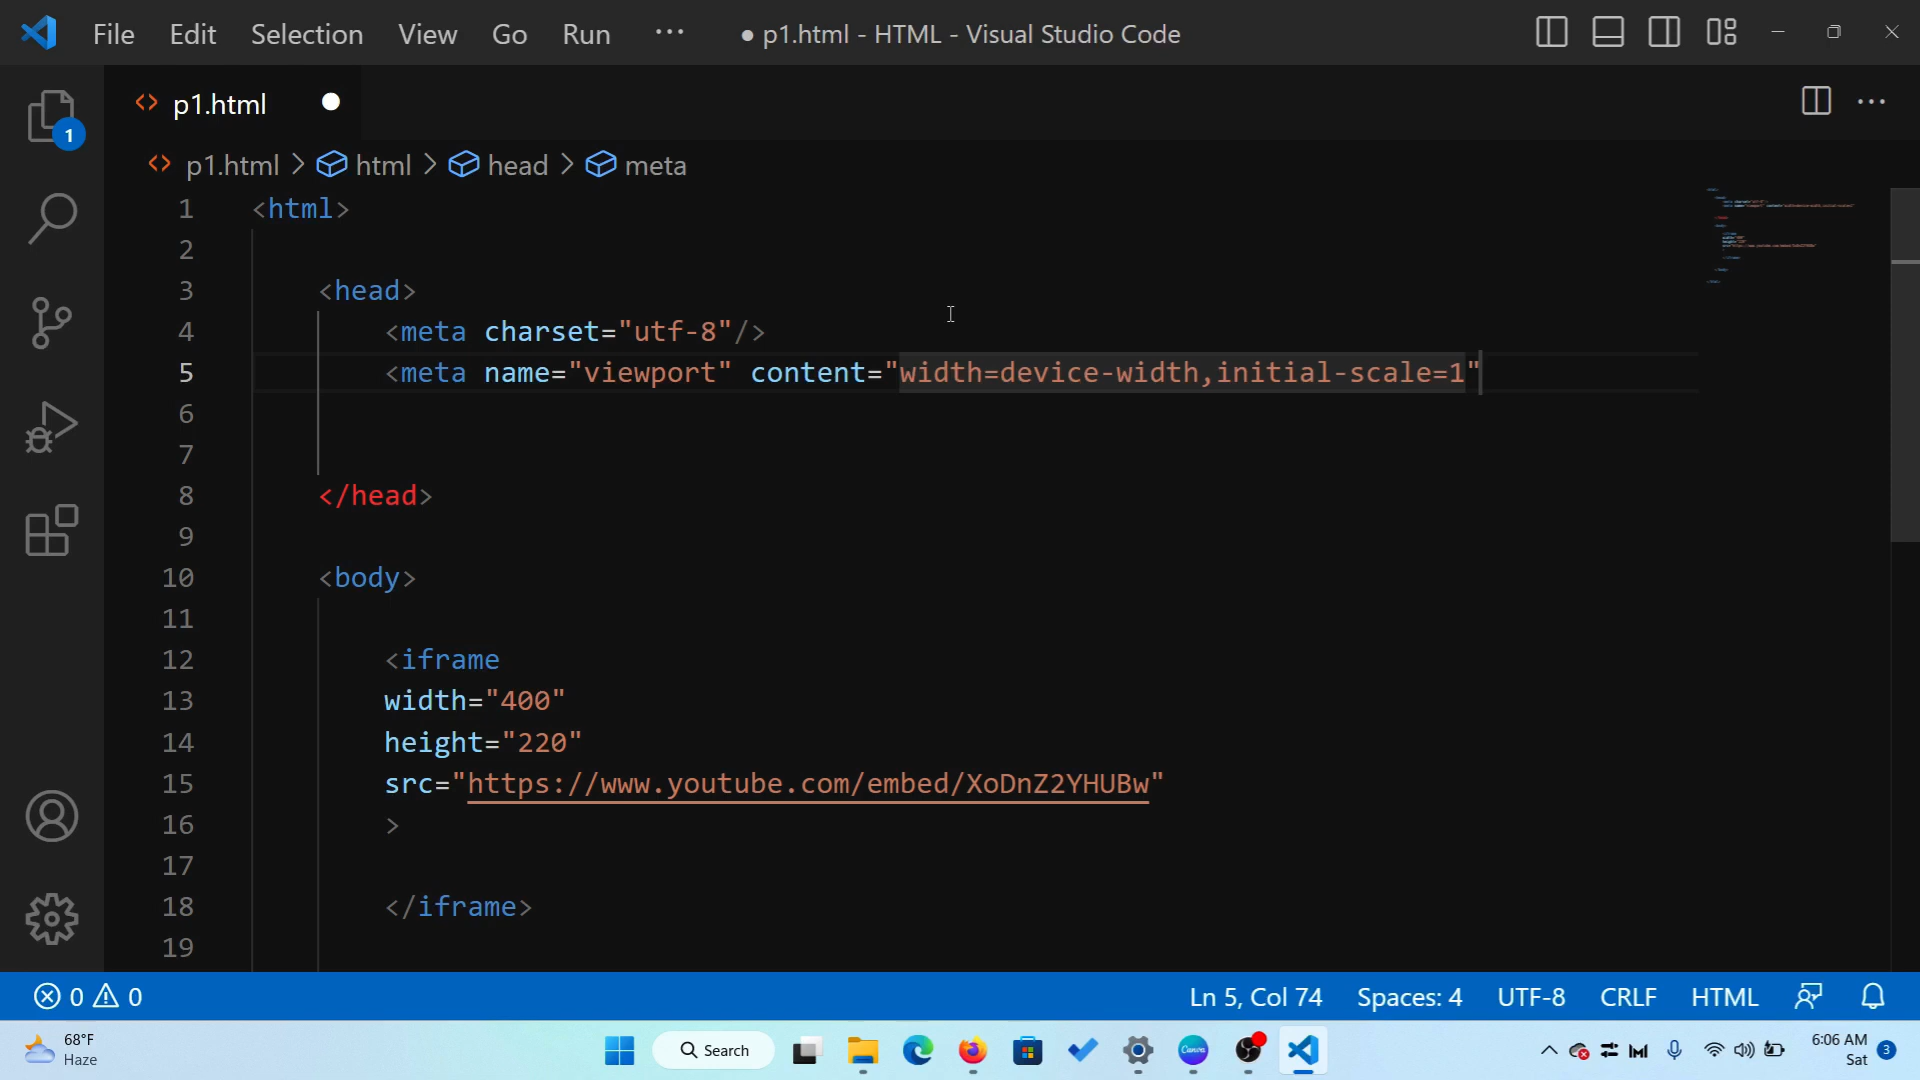 File Edit Selection View Go Run ··· ● p1.html - HTML - Visual Studio Code
p1.html
p1.html > html > head > meta
1 <html>
2
3 <head>
4 <meta charset="utf-8"/>
5 <meta name="viewport" content="width=device-width,initial-scale=1"
6
7
8 </head>
9
10 <body>
11
12 <iframe
13 width="400"
14 height="220"
15 src="https://www.youtube.com/embed/XoDnZ2YHUBw"
16 >
17
18 </iframe>
19
1
0 0 Ln 5, Col 74 Spaces: 4 UTF-8 CRLF HTML
68°F
Haze
Search
Canva
6:06 AM
Sat
3